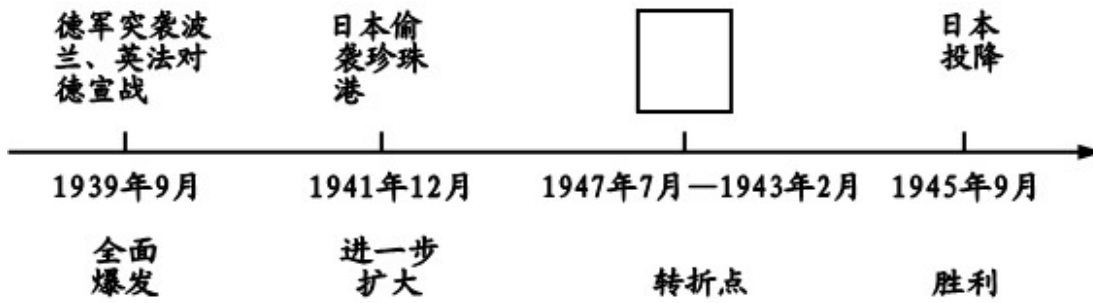 德军突袭波
兰、英法对
德宣战
日本偷
袭珍珠
港
日本
投降
1939年9月
1941年12月
1947年7月—1943年2月
1945年9月
全面
爆发
进一步
扩大
转折点
胜利